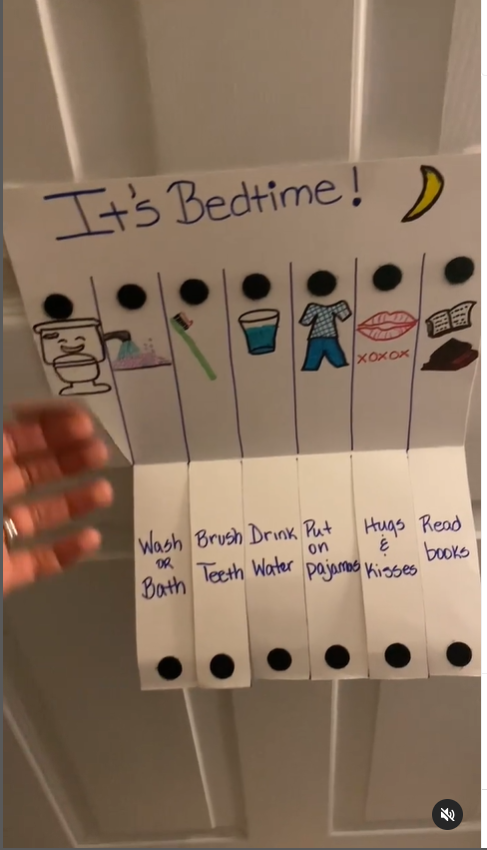 It's Bedtime!
xoxox
Wash
OR
Bath
Brush
Teeth
Drink
Water
Put
on
pajamas
Hugs
&
Kisses
Read
books